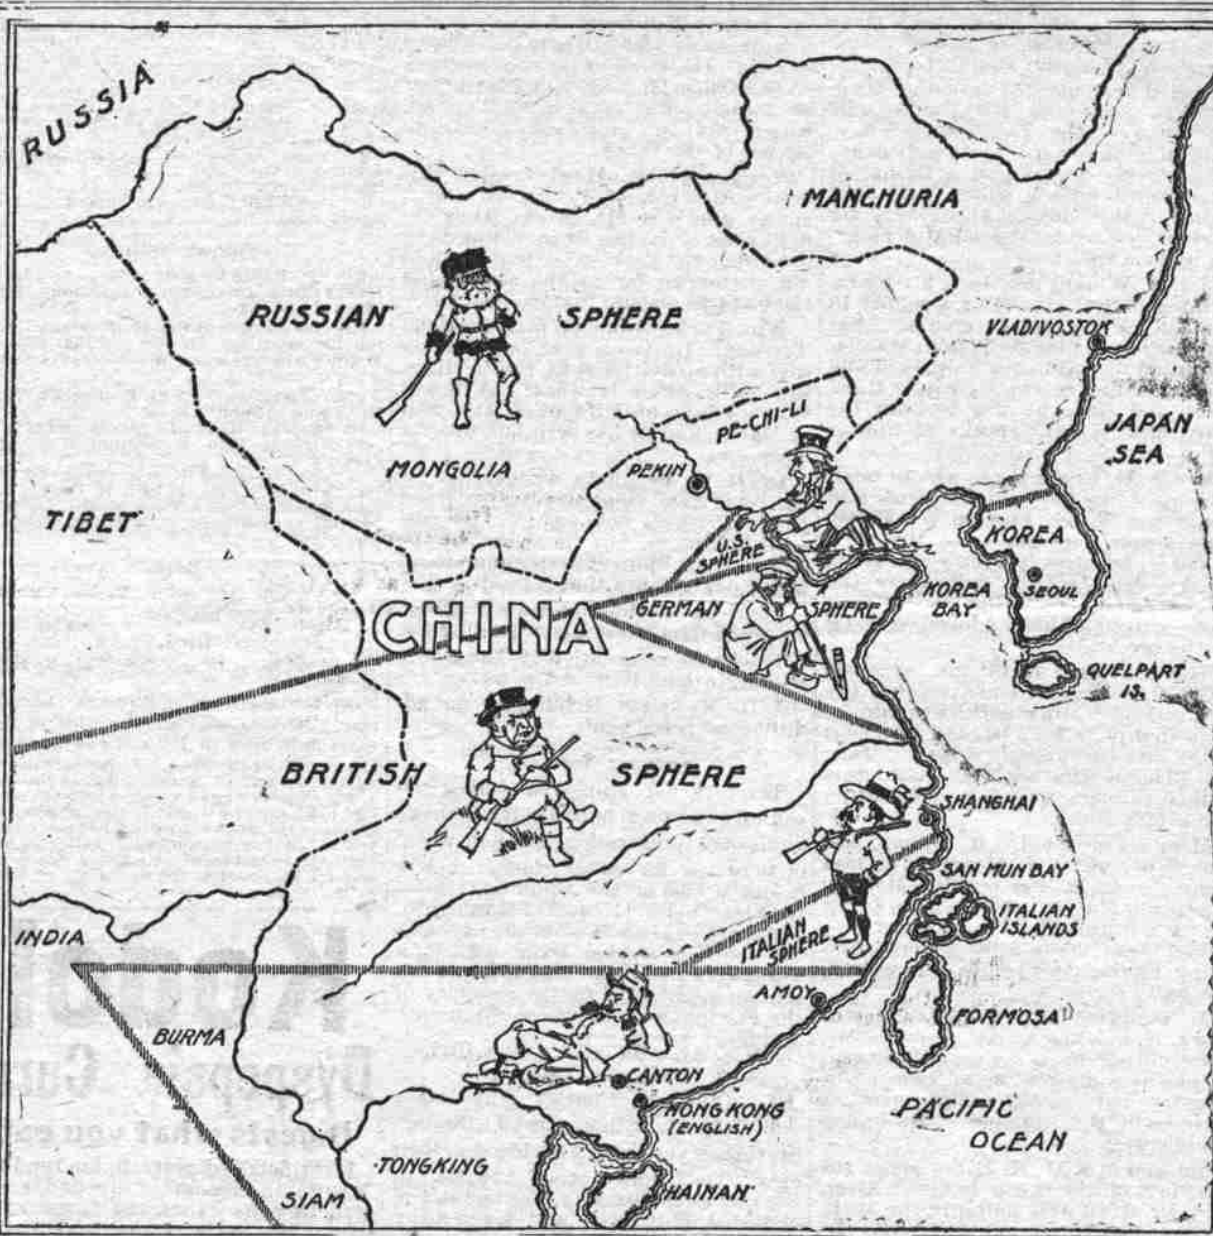 RUSSIA
MANCHURIA
RUSSIAN SPHERE
VLADIVOSTOK
PE-CHI-LI
JAPAN
SEA
MONGOLIA
PEKIN
TIBET
U.S.
SPHERE
KOREA
SEOUL
GERMAN SPHERE
KOREA
BAY
CHINA
QUELPART
IS.
BRITISH SPHERE
SHANGHAI
SAN MUN BAY
ITALIAN
ISLANDS
INDIA
ITALIAN
SPHERE
AMOY
FORMOSA
BURMA
CANTON
HONG KONG
(ENGLISH)
PACIFIC
OCEAN
TONGKING
HAINAN
SIAM